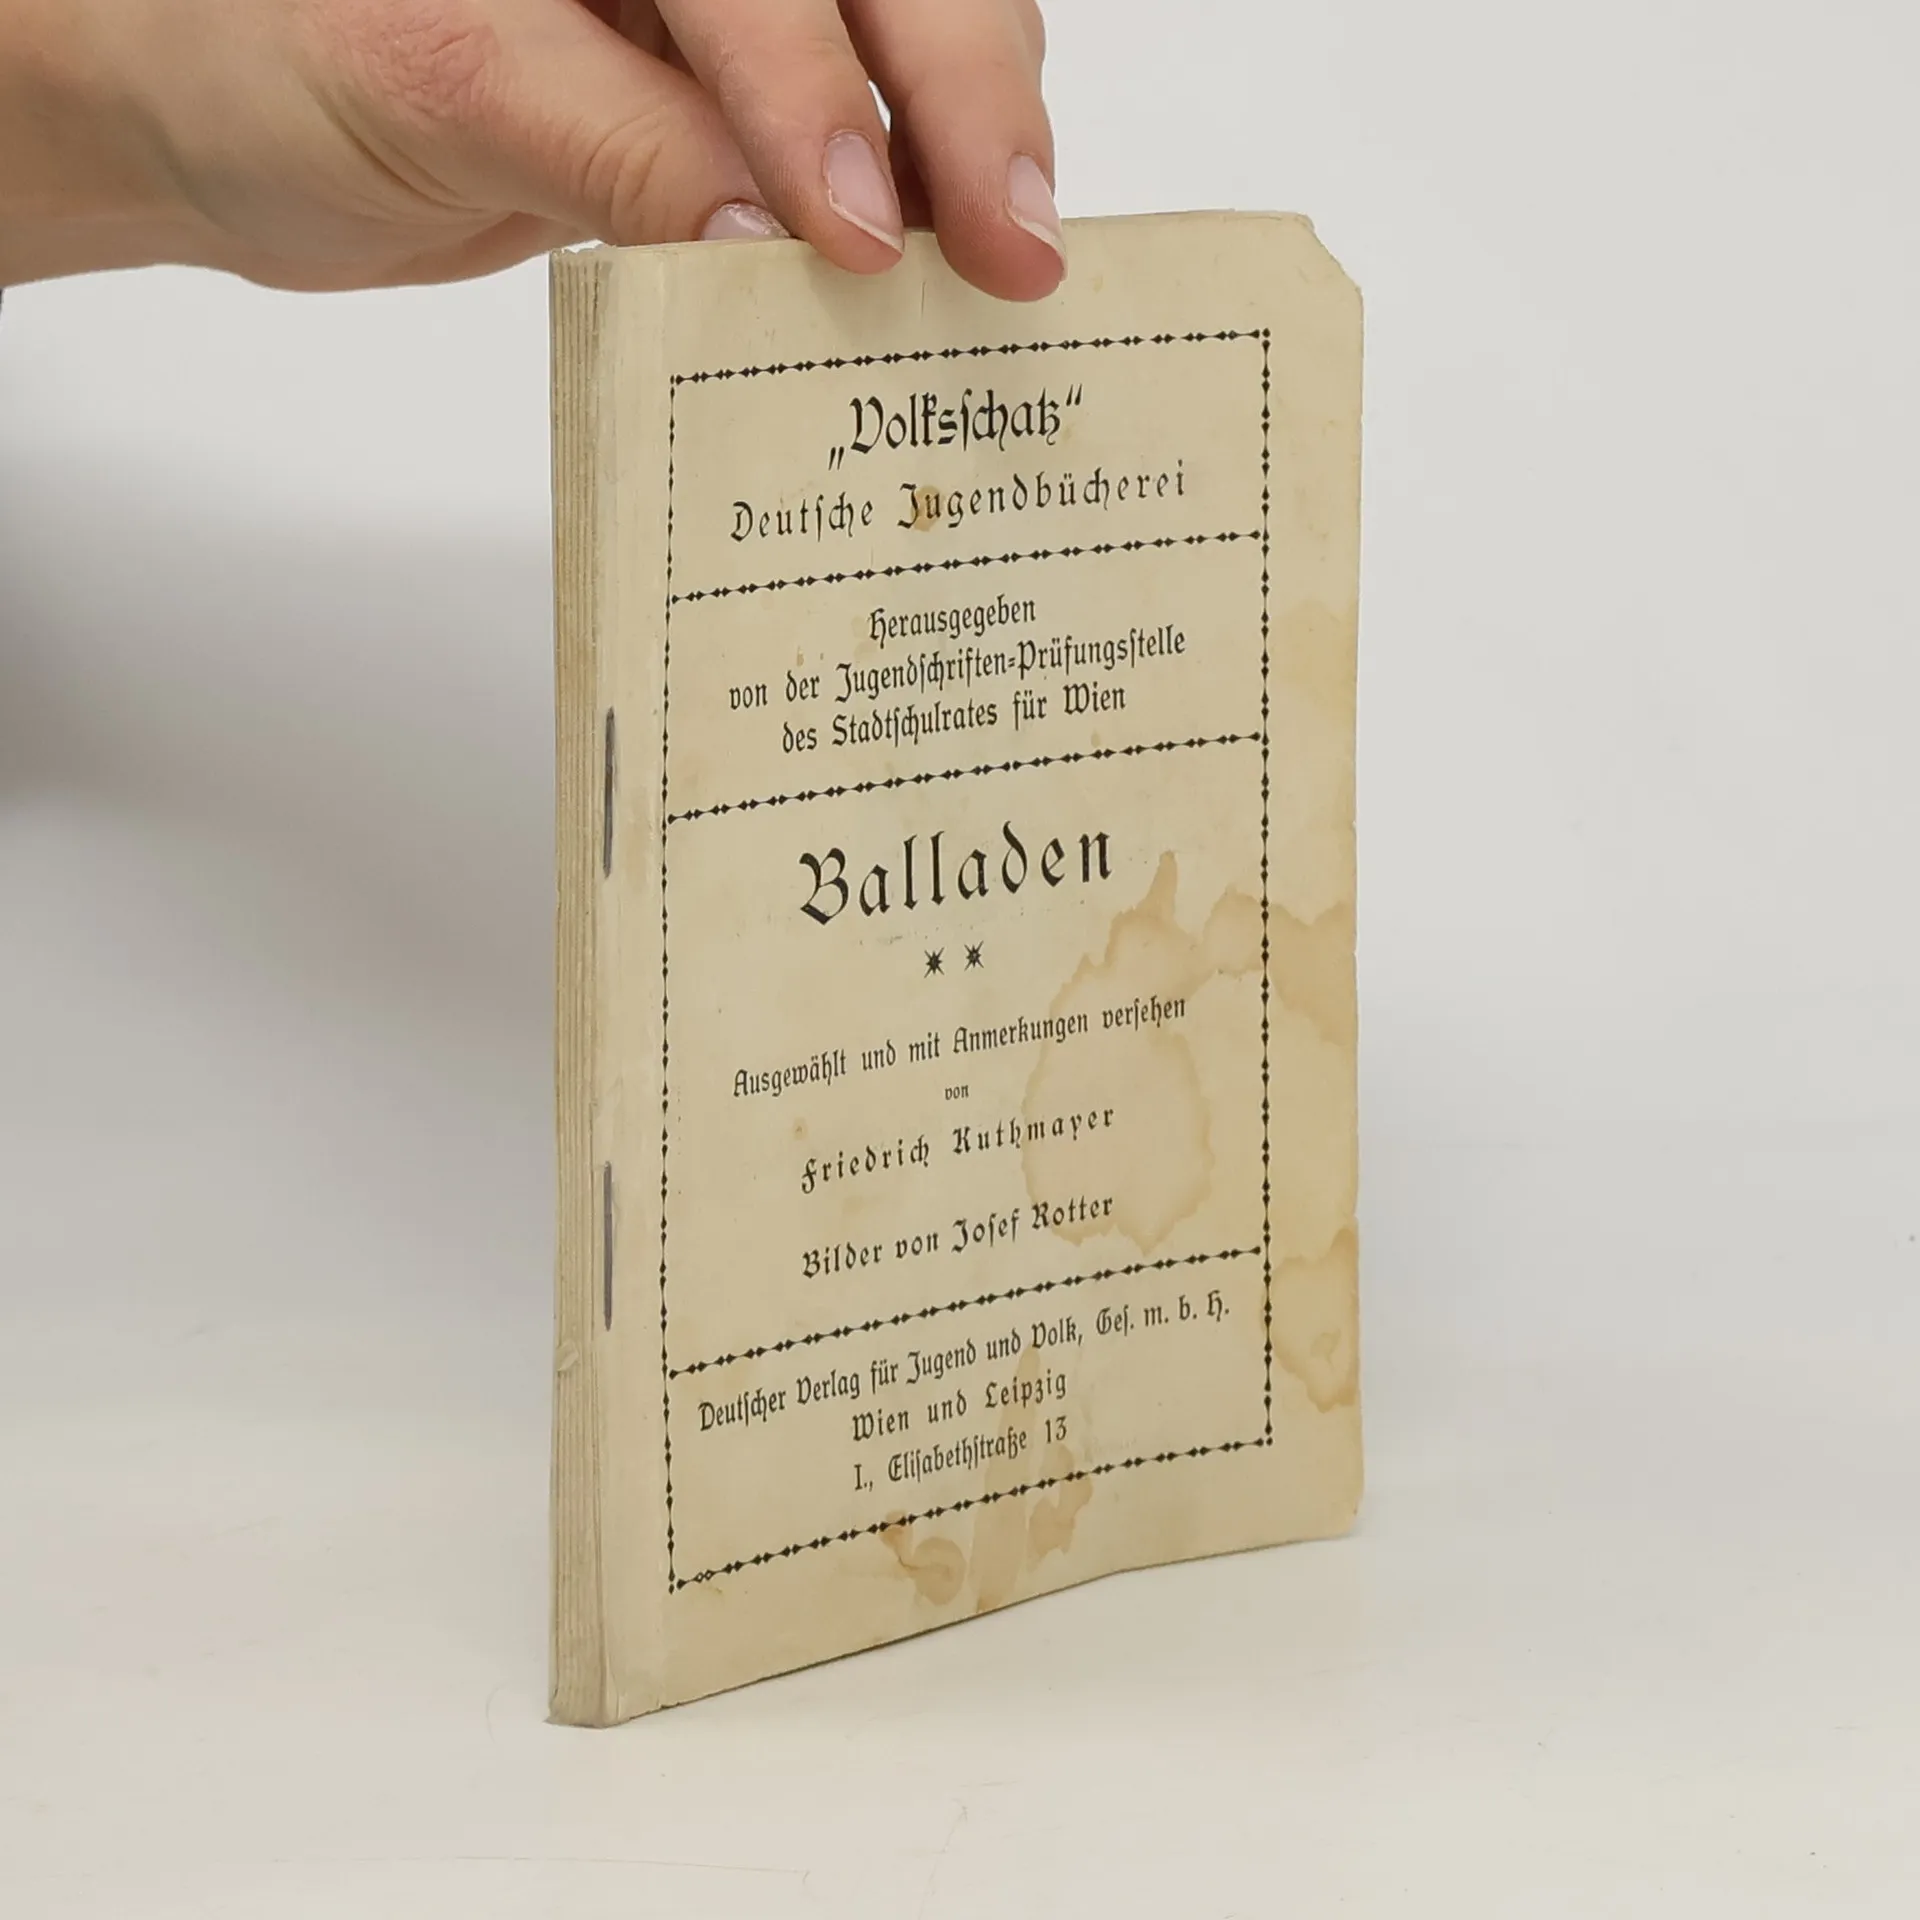 „Volksſchatz“
Deutſche Jugendbücherei
Herausgegeben
von der Jugendſchriften-Prüfungsſtelle
des Stadtſchulrates für Wien
Balladen
Ausgewählt und mit Anmerkungen verſehen
von
Friedrich Kuthmayer
Bilder von Joſef Rotter
Deutſcher Verlag für Jugend und Volk, Geſ. m. b. H.
Wien und Leipzig
I., Eliſabethſtraße 13